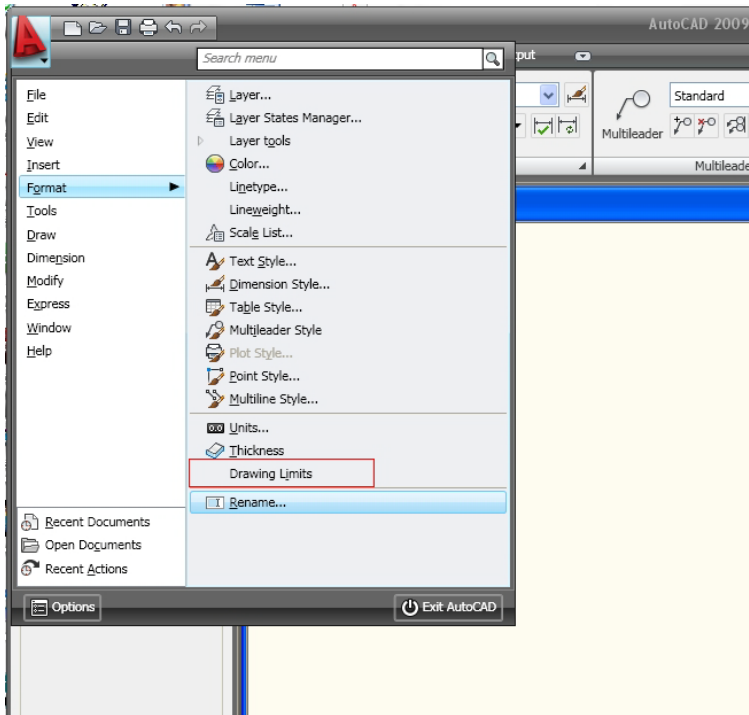 AutoCAD 2009
Search menu
put
File
Edit
View
Insert
Format
Tools
Draw
Dimension
Modify
Express
Window
Help
Layer...
Layer States Manager...
Layer tools
Color...
Linetype...
Lineweight...
Scale List...
Text Style...
Dimension Style...
Table Style...
Multileader Style
Plot Style...
Point Style...
Multiline Style...
0.0 Units...
Thickness
Drawing Limits
Rename...
Recent Documents
Open Documents
Recent Actions
Options
Exit AutoCAD
Standard
Multileader
Multileade